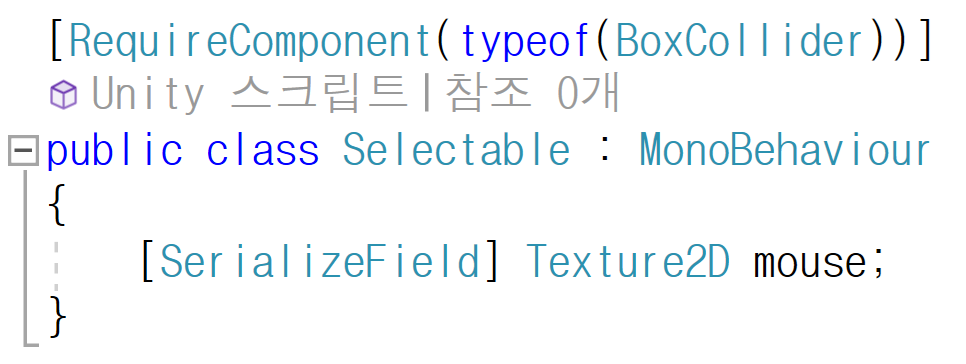 [RequireComponent(typeof(BoxCollider))]
Unity 스크립트|참조 0개
public class Selectable : MonoBehaviour
{
[SerializeField] Texture2D mouse;
}